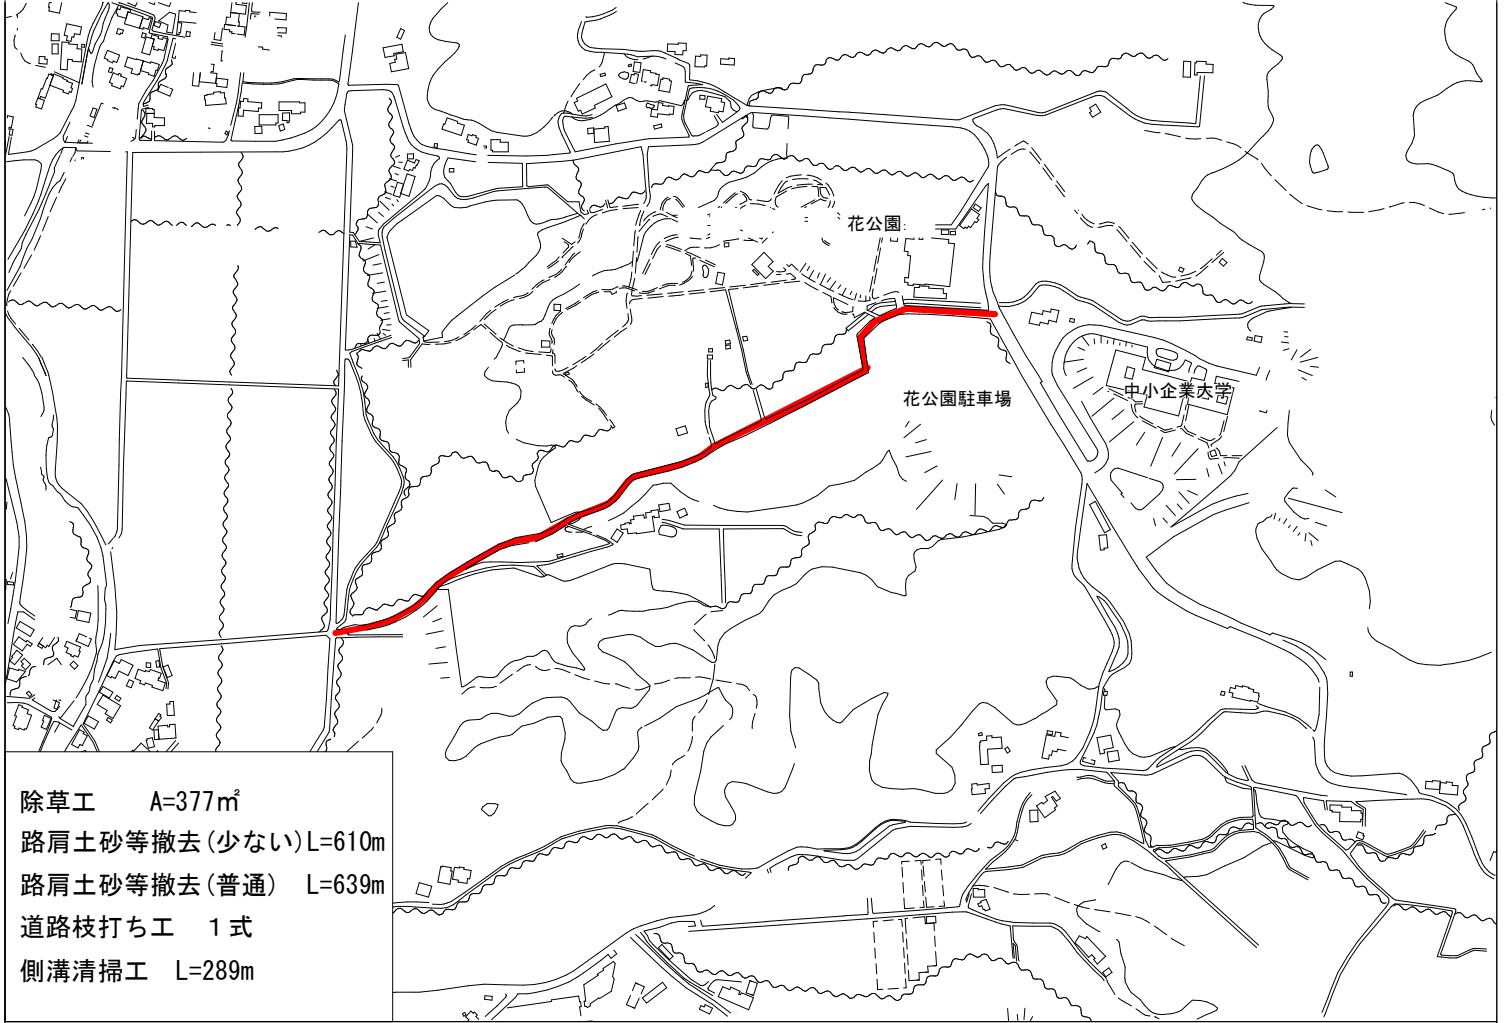 花公園
花公園駐車場
中小企業大学
除草工 A=377㎡
路肩土砂等撤去(少ない)L=610m
路肩土砂等撤去(普通) L=639m
道路枝打ち工 1式
側溝清掃工 L=289m